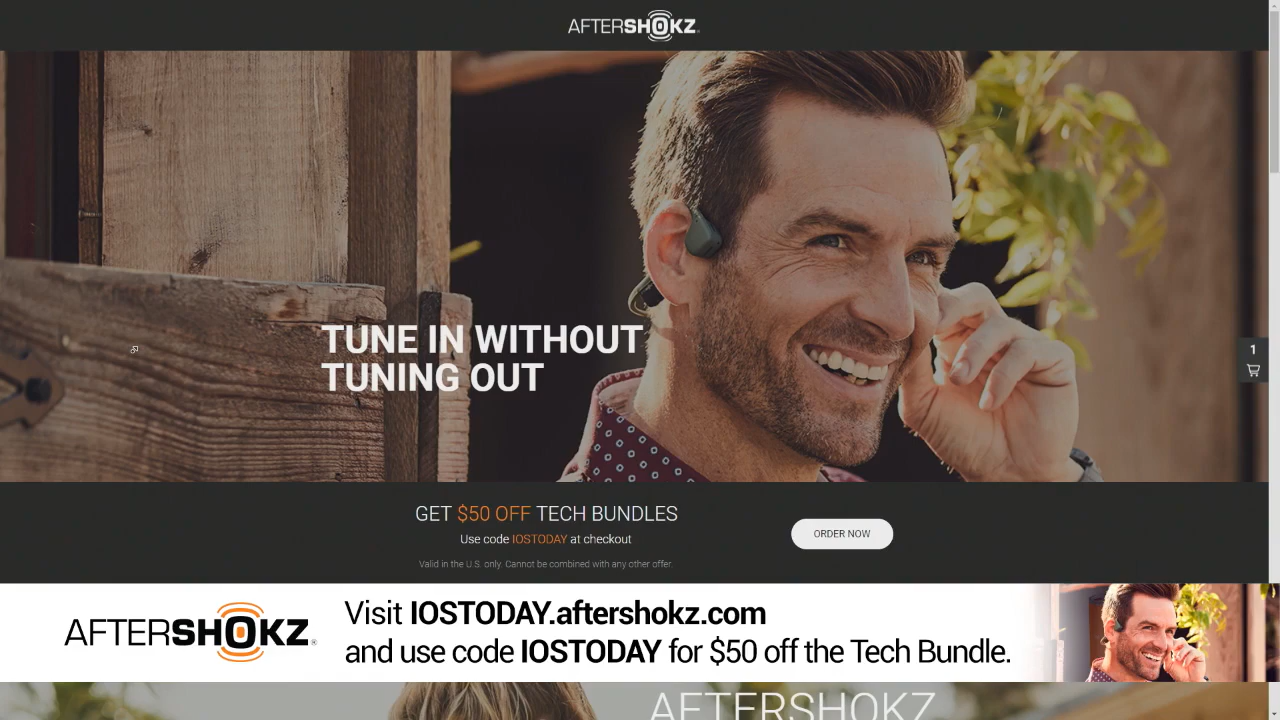 AFTERSHOKZ
TUNE IN WITHOUT
TUNING OUT
1
GET $50 OFF TECH BUNDLES
Use code IOSTODAY at checkout
ORDER NOW
Valid in the U.S. only. Cannot be combined with any other offer.
AFTERSHOKZ®
Visit IOSTODAY.aftershokz.com
and use code IOSTODAY for $50 off the Tech Bundle.
AFTERSHOKZ